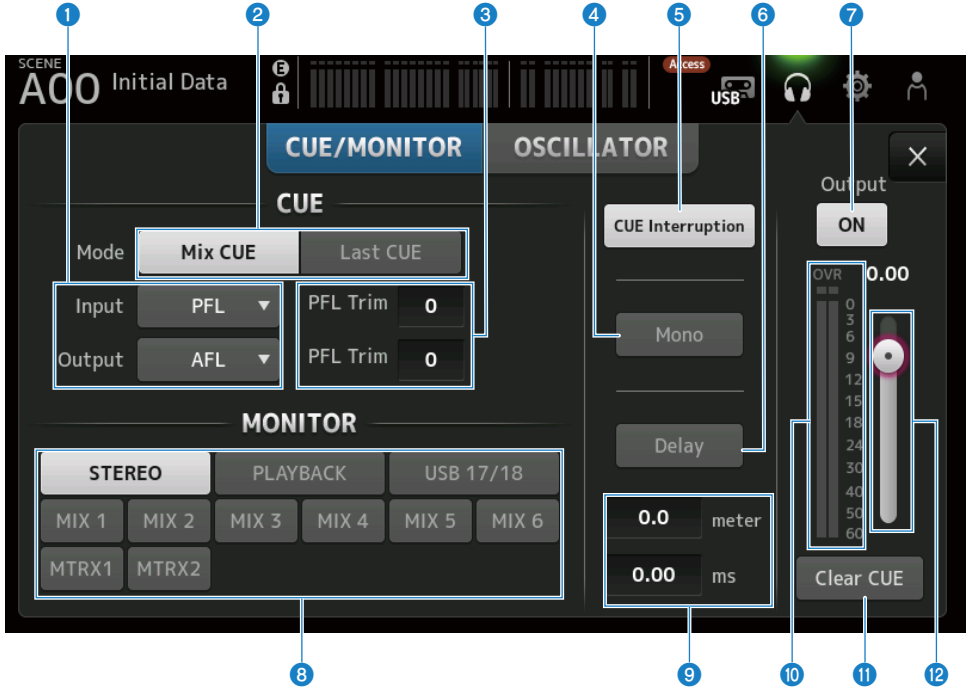 1 2 3 4 5 6 7
SCENE
A00 Initial Data
E
Access
USB
CUE/MONITOR OSCILLATOR
×
CUE
Output
CUE Interruption
ON
Mode Mix CUE Last CUE
OVR 0.00
Input PFL ▼ PFL Trim 0
Mono
Output AFL ▼ PFL Trim 0
0
3
6
9
12
15
18
24
30
40
50
60
MONITOR
Delay
STEREO PLAYBACK USB 17/18
MIX 1 MIX 2 MIX 3 MIX 4 MIX 5 MIX 6
MTRX1 MTRX2
0.0 meter
0.00 ms
Clear CUE
8 9 10 11 12